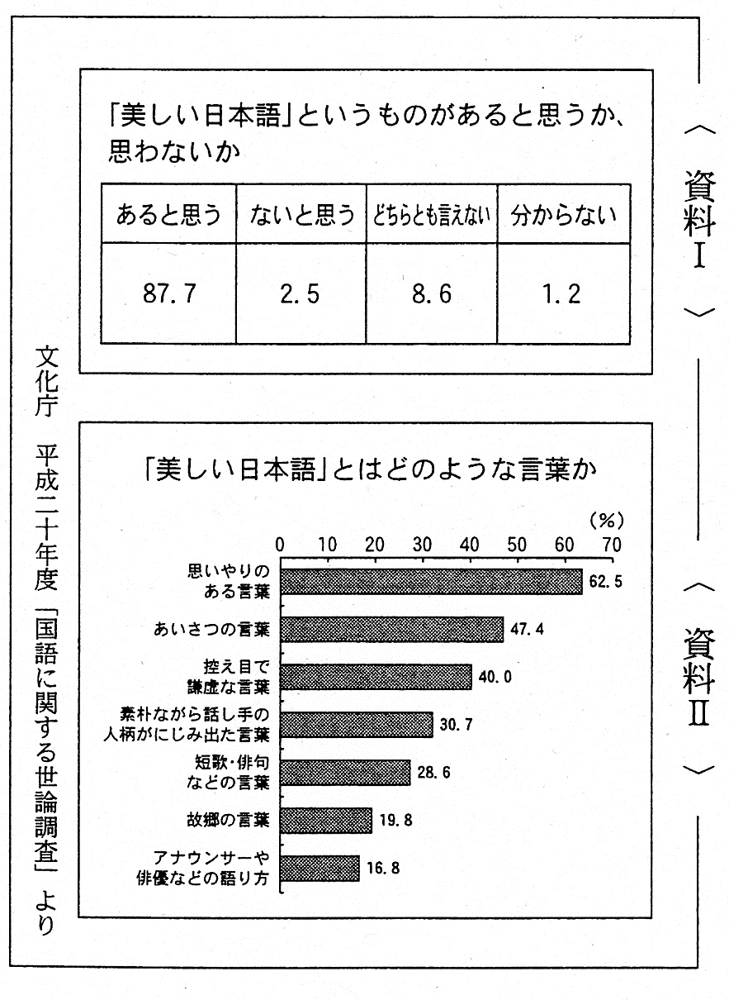 〈資料Ⅰ〉
「美しい日本語」というものがあると思うか、
思わないか
あると思う ないと思う どちらとも言えない 分からない
87.7 2.5 8.6 1.2
〈資料Ⅱ〉
「美しい日本語」とはどのような言葉か
(%)
0 10 20 30 40 50 60 70
思いやりの
ある言葉 62.5
あいさつの言葉 47.4
控え目で
謙虚な言葉 40.0
素朴ながら話し手の
人柄がにじみ出た言葉 30.7
短歌・俳句
などの言葉 28.6
故郷の言葉 19.8
アナウンサーや
俳優などの語り方 16.8
文化庁 平成二十年度「国語に関する世論調査」より